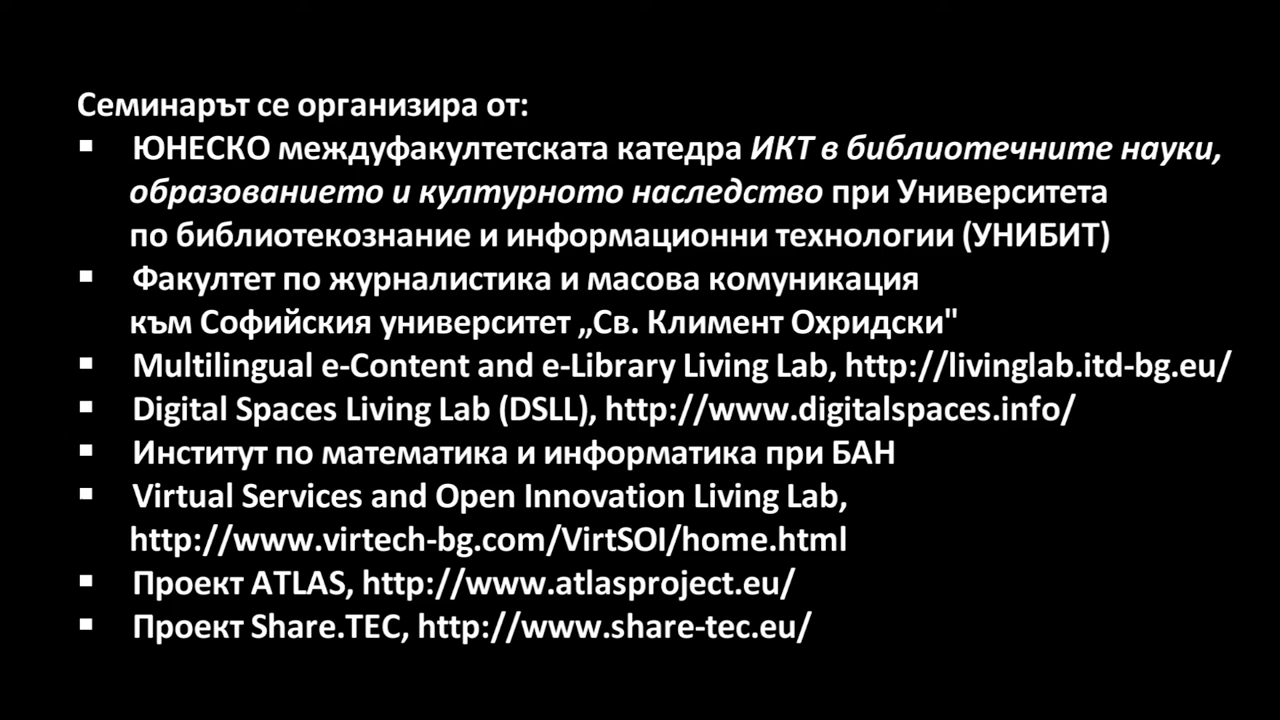 Семинарът се организира от:
▪ ЮНЕСКО междуфакултетската катедра ИКТ в библиотечните науки,
образованието и културното наследство при Университета
по библиотекознание и информационни технологии (УНИБИТ)
▪ Факултет по журналистика и масова комуникация
към Софийския университет „Св. Климент Охридски"
▪ Multilingual e-Content and e-Library Living Lab, http://livinglab.itd-bg.eu/
▪ Digital Spaces Living Lab (DSLL), http://www.digitalspaces.info/
▪ Институт по математика и информатика при БАН
▪ Virtual Services and Open Innovation Living Lab,
http://www.virtech-bg.com/VirtSOI/home.html
▪ Проект ATLAS, http://www.atlasproject.eu/
▪ Проект Share.TEC, http://www.share-tec.eu/